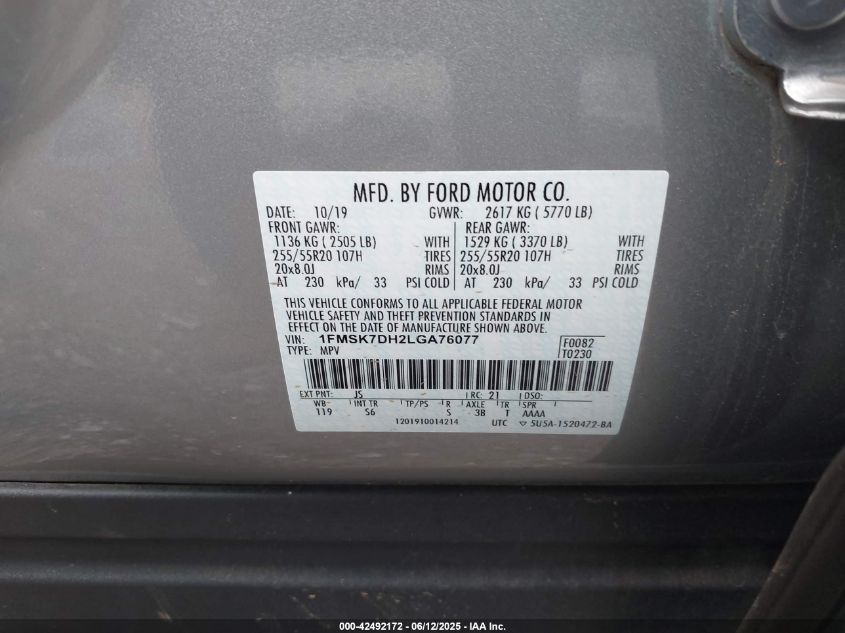 MFD. BY FORD MOTOR CO.
DATE: 10/19 GVWR: 2617 KG ( 5770 LB)
FRONT GAWR: REAR GAWR:
1136 KG ( 2505 LB) WITH 1529 KG ( 3370 LB) WITH
255/55R20 107H TIRES 255/55R20 107H TIRES
20x8.0J RIMS 20x8.0J RIMS
AT 230 kPa/ 33 PSI COLD AT 230 kPa/ 33 PSI COLD
THIS VEHICLE CONFORMS TO ALL APPLICABLE FEDERAL MOTOR
VEHICLE SAFETY AND THEFT PREVENTION STANDARDS IN
EFFECT ON THE DATE OF MANUFACTURE SHOWN ABOVE.
VIN: 1FMSK7DH2LGA76077 F0082
TYPE: MPV T0230
EXT PNT: JS RC: 21 DSO:
WB INT TR TP/PS R AXLE TR SPR
119 S6 S 3B T AAAA
1201910014214 UTC ▽ 5U5A-1520472-BA
000-42492172 - 06/12/2025 - IAA Inc.